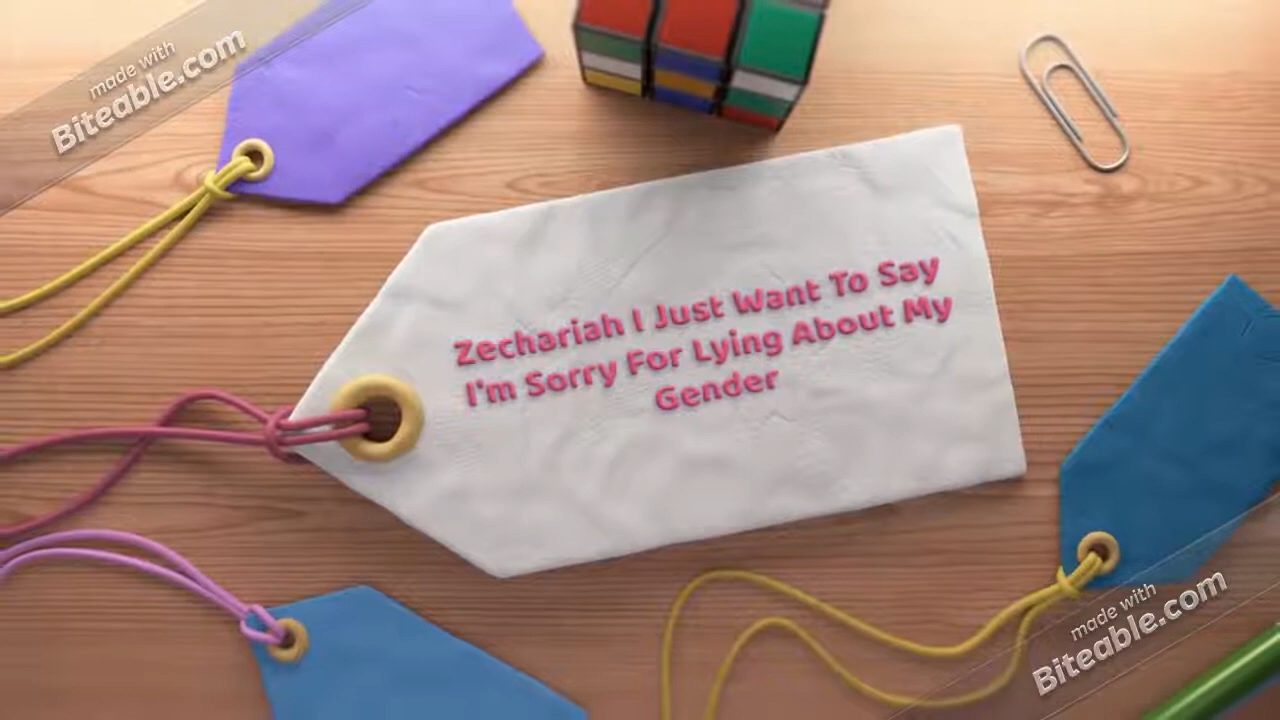 made with
Biteable.com
Zechariah I Just Want To Say
I'm Sorry For Lying About My
Gender
made with
Biteable.com